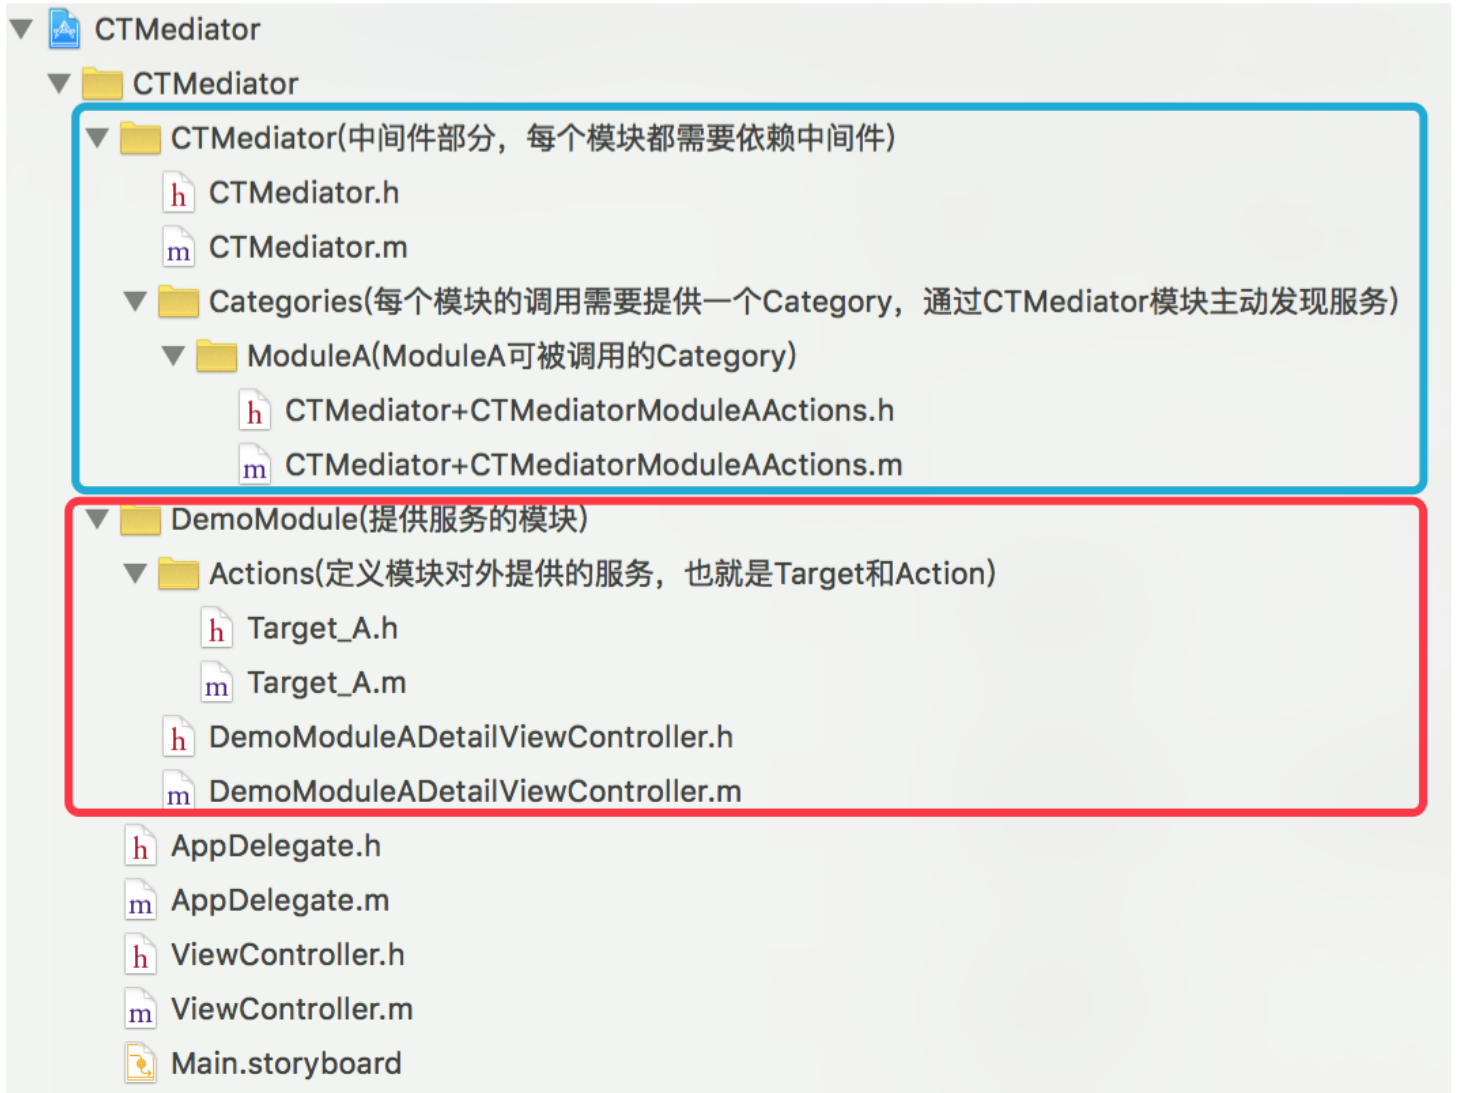 CTMediator
CTMediator
CTMediator(中间件部分，每个模块都需要依赖中间件)
h CTMediator.h
m CTMediator.m
Categories(每个模块的调用需要提供一个Category，通过CTMediator模块主动发现服务)
ModuleA(ModuleA可被调用的Category)
h CTMediator+CTMediatorModuleAActions.h
m CTMediator+CTMediatorModuleAActions.m
DemoModule(提供服务的模块)
Actions(定义模块对外提供的服务，也就是Target和Action)
h Target_A.h
m Target_A.m
h DemoModuleADetailViewController.h
m DemoModuleADetailViewController.m
h AppDelegate.h
m AppDelegate.m
h ViewController.h
m ViewController.m
Main.storyboard